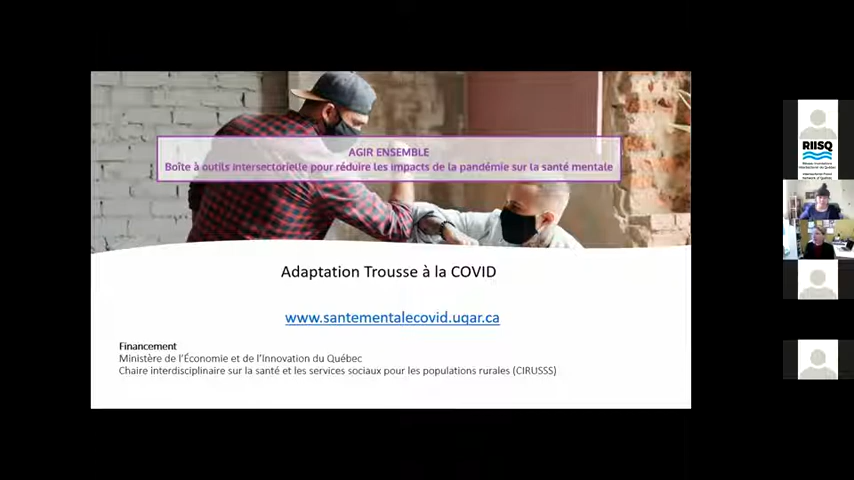 AGIR ENSEMBLE
Boîte à outils intersectorielle pour réduire les impacts de la pandémie sur la santé mentale
Adaptation Trousse à la COVID
www.santementalecovid.uqar.ca
Financement
Ministère de l'Économie et de l'Innovation du Québec
Chaire interdisciplinaire sur la santé et les services sociaux pour les populations rurales (CIRUSSS)
RIISQ